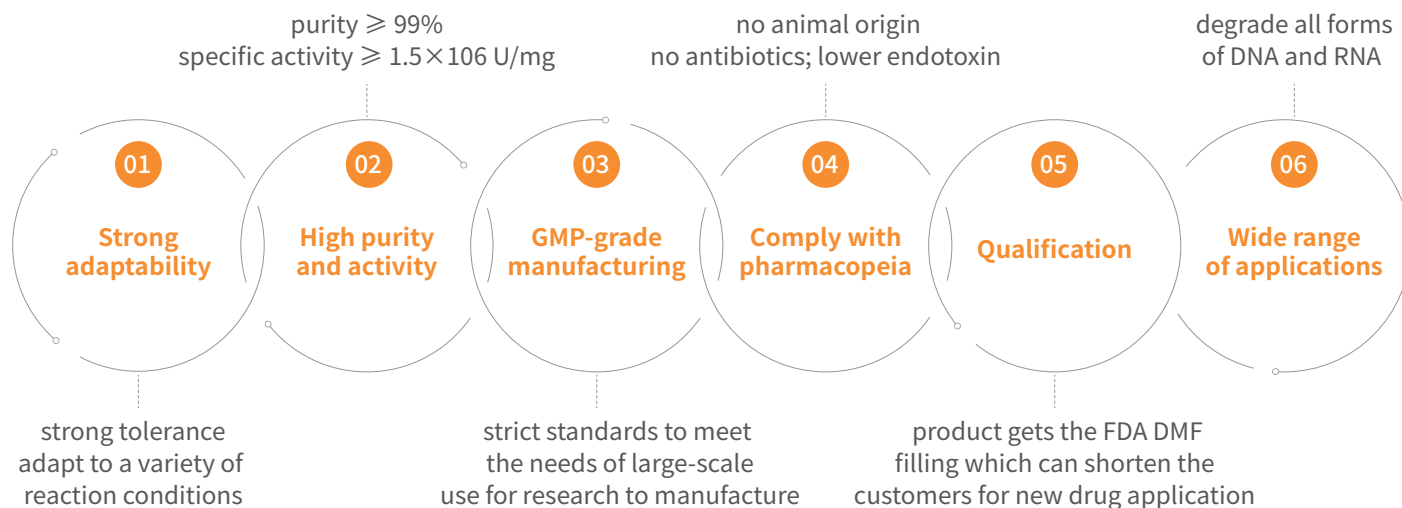 purity ≥ 99%
specific activity ≥ 1.5×106 U/mg
no animal origin
no antibiotics; lower endotoxin
degrade all forms
of DNA and RNA
01
Strong
adaptability
02
High purity
and activity
03
GMP-grade
manufacturing
04
Comply with
pharmacopeia
05
Qualification
06
Wide range
of applications
strong tolerance
adapt to a variety of
reaction conditions
strict standards to meet
the needs of large-scale
use for research to manufacture
product gets the FDA DMF
filling which can shorten the
customers for new drug application